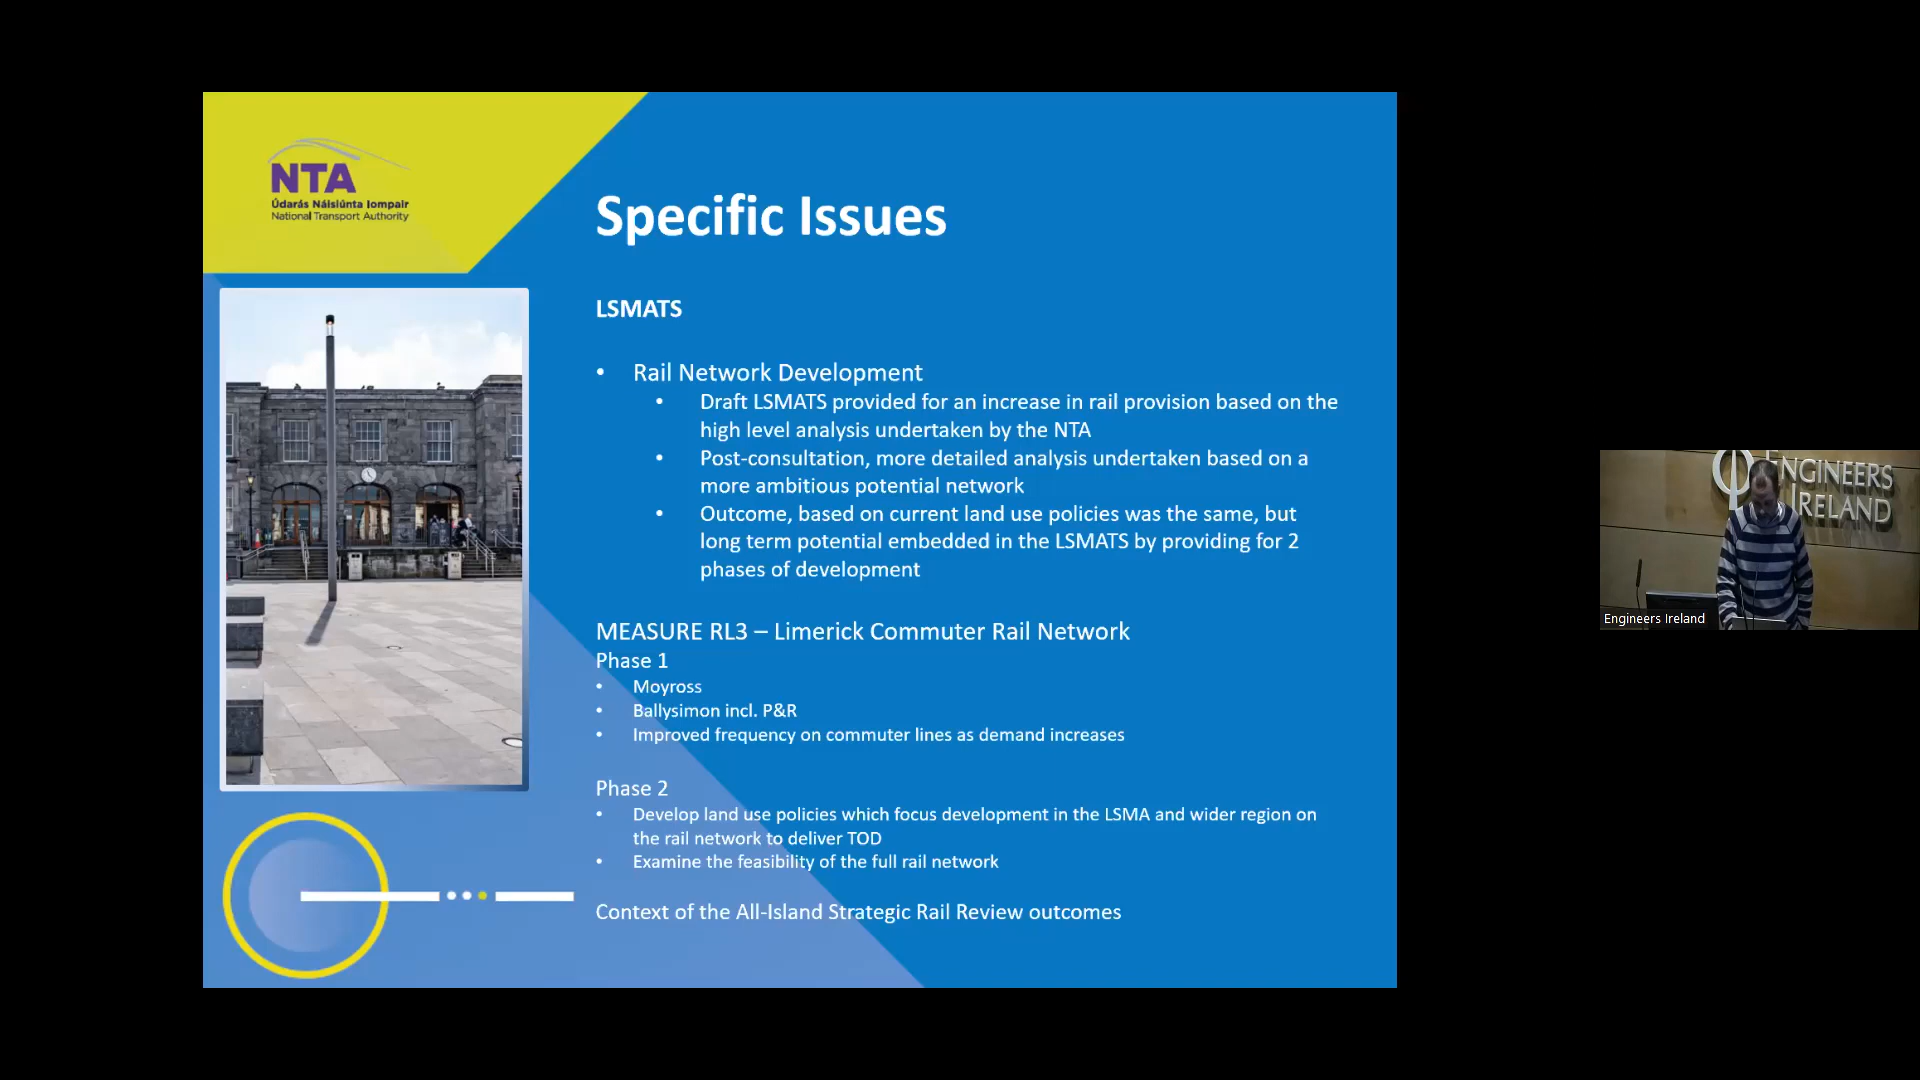 NTA
Údarás Náisiúnta Iompair
National Transport Authority
Specific Issues
LSMATS
• Rail Network Development
• Draft LSMATS provided for an increase in rail provision based on the
high level analysis undertaken by the NTA
• Post-consultation, more detailed analysis undertaken based on a
more ambitious potential network
• Outcome, based on current land use policies was the same, but
long term potential embedded in the LSMATS by providing for 2
phases of development
MEASURE RL3 – Limerick Commuter Rail Network
Phase 1
• Moyross
• Ballysimon incl. P&R
• Improved frequency on commuter lines as demand increases
Phase 2
• Develop land use policies which focus development in the LSMA and wider region on
the rail network to deliver TOD
• Examine the feasibility of the full rail network
Context of the All-Island Strategic Rail Review outcomes
ENGINEERS
IRELAND
Engineers Ireland